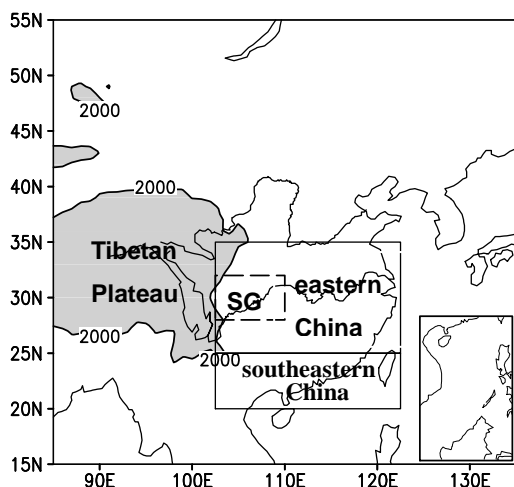 55N
50N
2000
45N
2000
40N
35N
Tibetan
30N
Plateau
SG
eastern
China
2000
25N
2000
southeastern
China
20N
15N
90E 100E 110E 120E 130E